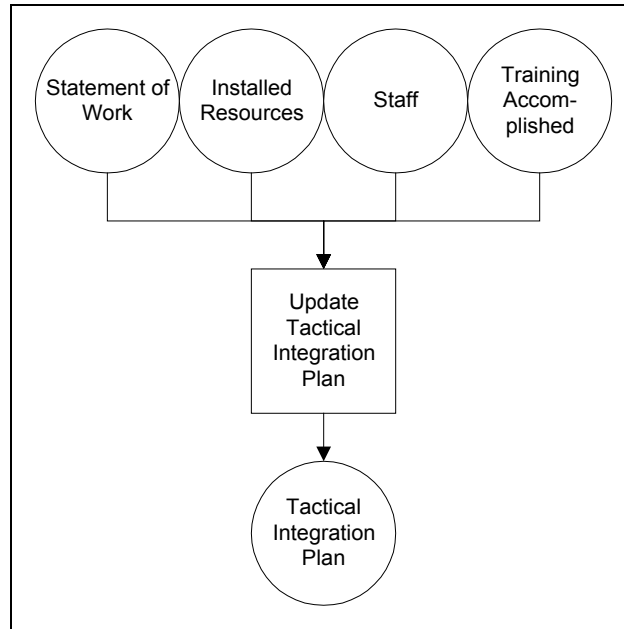 Statement of
Work
Installed
Resources
Staff
Training
Accom-
plished
Update
Tactical
Integration
Plan
Tactical
Integration
Plan